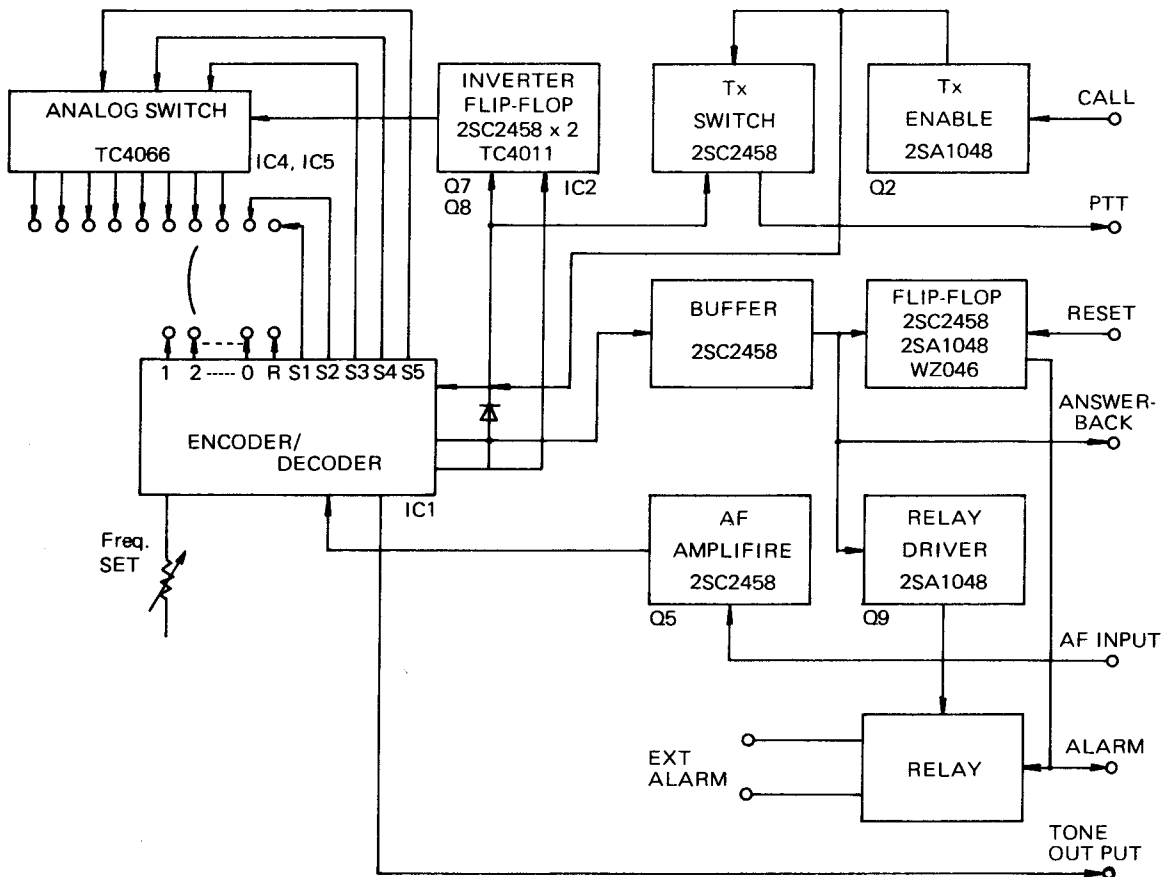 ANALOG SWITCH
TC4066
IC4, IC5
INVERTER
FLIP-FLOP
2SC2458 x 2
TC4011
Q7
Q8
IC2
Tx
SWITCH
2SC2458
Tx
ENABLE
2SA1048
Q2
CALL
PTT
BUFFER
2SC2458
FLIP-FLOP
2SC2458
2SA1048
WZ046
RESET
ANSWER-
BACK
1 2 ----- 0 R S1 S2 S3 S4 S5
ENCODER/
DECODER
IC1
Freq.
SET
AF
AMPLIFIRE
2SC2458
Q5
RELAY
DRIVER
2SA1048
Q9
AF INPUT
EXT
ALARM
RELAY
ALARM
TONE
OUT PUT